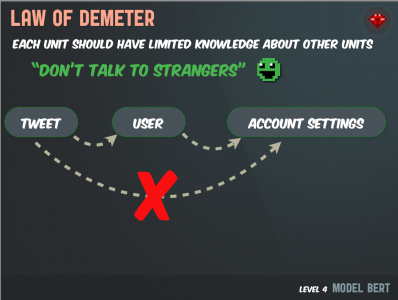 LAW OF DEMETER
EACH UNIT SHOULD HAVE LIMITED KNOWLEDGE ABOUT OTHER UNITS
“DON'T TALK TO STRANGERS”
TWEET USER ACCOUNT SETTINGS
LEVEL 4 MODEL BERT